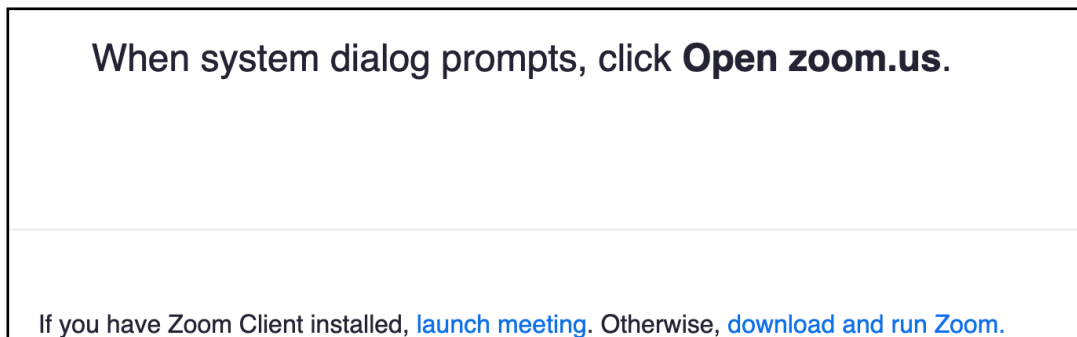 When system dialog prompts, click Open zoom.us.
If you have Zoom Client installed, launch meeting. Otherwise, download and run Zoom.